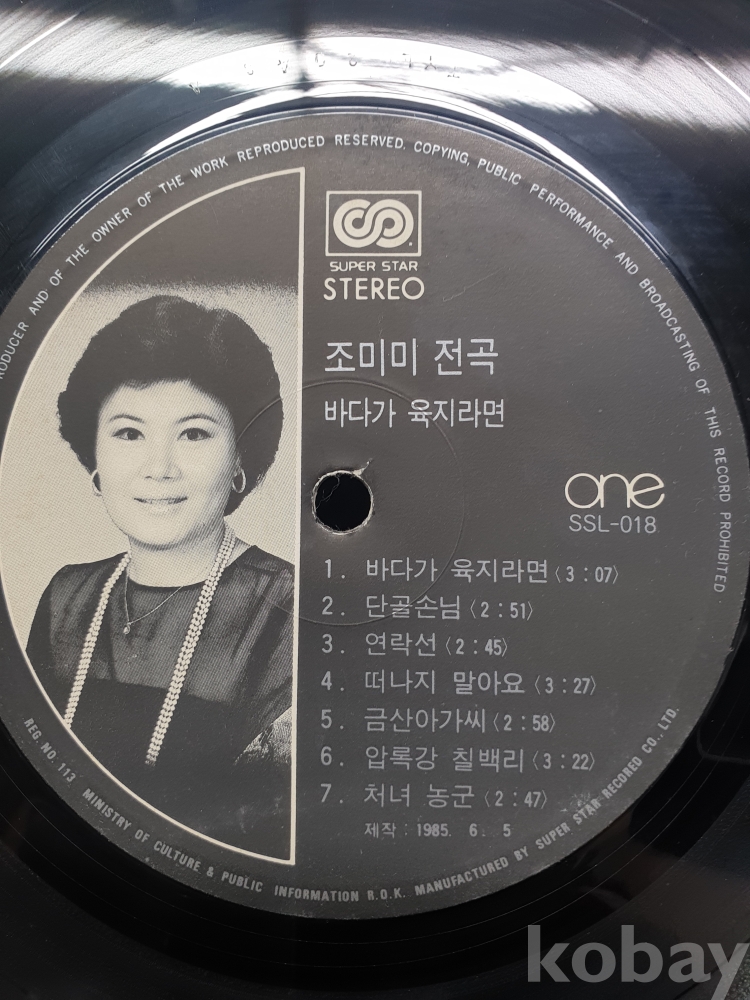 RODUCER AND OF THE OWNER OF THE WORK REPRODUCED RESERVED. COPYING, PUBLIC PERFORMANCE AND BROADCASTING OF THIS RECORD PROHIBITED
SUPER STAR
STEREO
조미미 전곡
바다가 육지라면
one
SSL-018
1. 바다가 육지라면〈3:07〉
2. 단골손님〈2:51〉
3. 연락선〈2:45〉
4. 떠나지 말아요〈3:27〉
5. 금산아가씨〈2:58〉
6. 압록강 칠백리〈3:22〉
7. 처녀 농군〈2:47〉
제작:1985. 6. 5
REG. NO. 113 MINISTRY OF CULTURE & PUBLIC INFORMATION R.O.K. MANUFACTURED BY SUPER STAR RECORED CO., LTD.
kobay